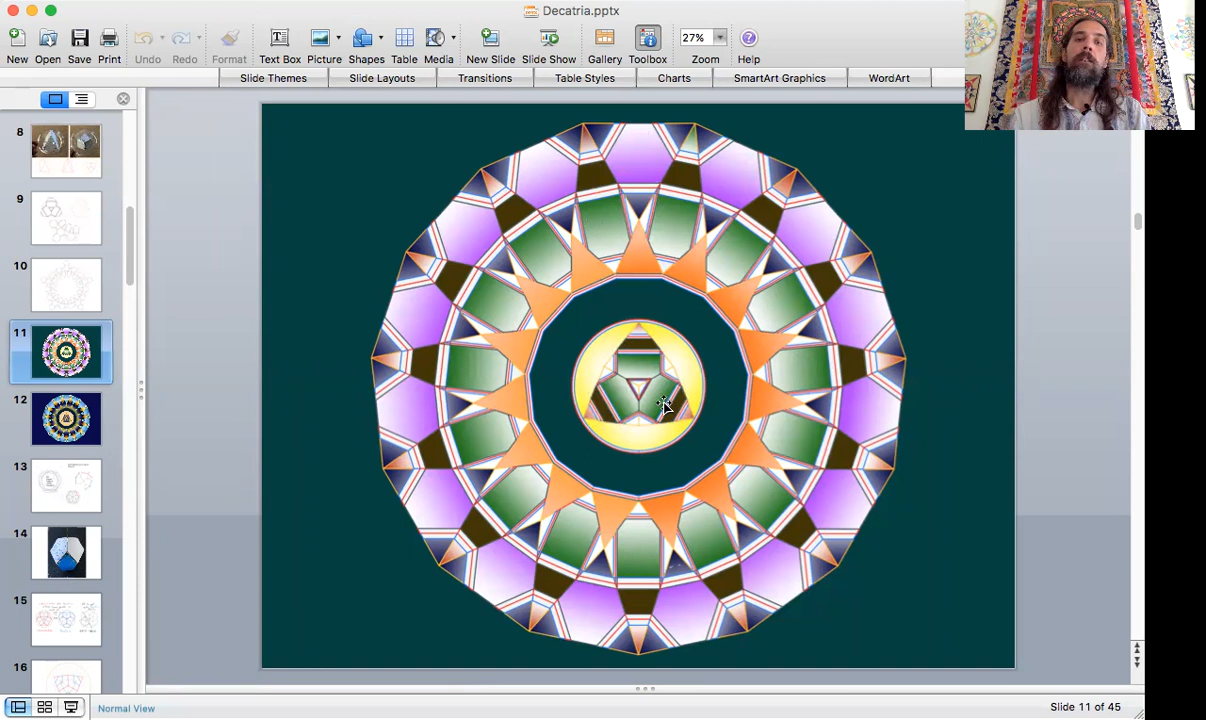 Decatria.pptx
New Open Save Print Undo Redo Format Text Box Picture Shapes Table Media New Slide Slide Show Gallery Toolbox 27% Zoom Help
Slide Themes Slide Layouts Transitions Table Styles Charts SmartArt Graphics WordArt
8
9
10
11
12
13
14
15
16
Normal View Slide 11 of 45